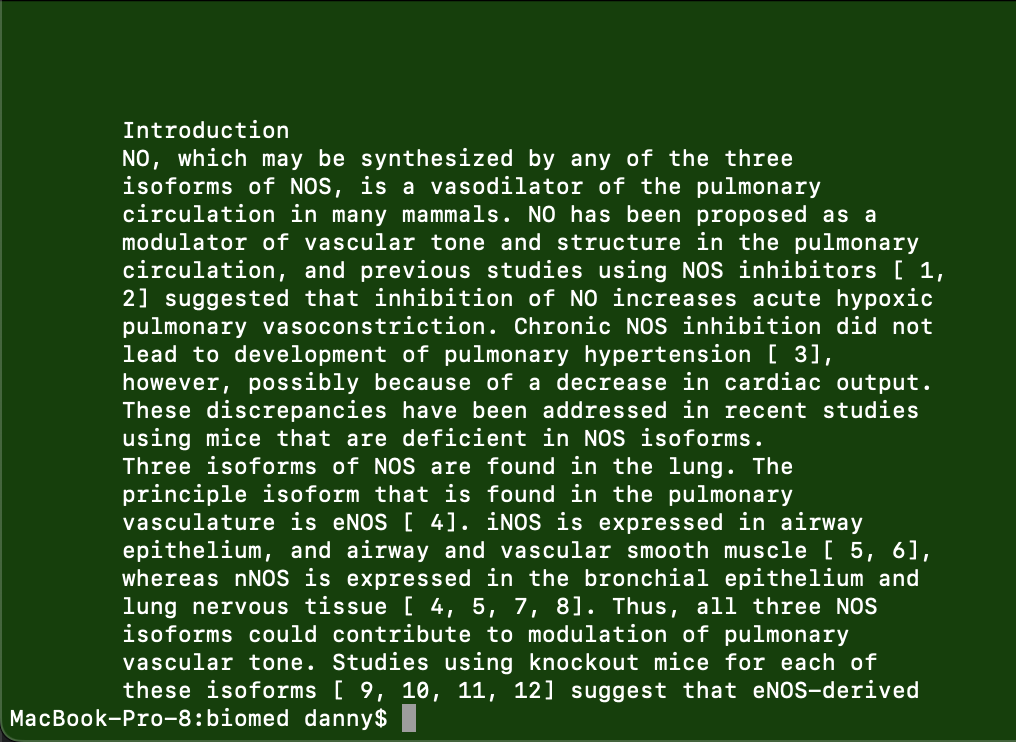 Introduction
NO, which may be synthesized by any of the three
isoforms of NOS, is a vasodilator of the pulmonary
circulation in many mammals. NO has been proposed as a
modulator of vascular tone and structure in the pulmonary
circulation, and previous studies using NOS inhibitors [ 1,
2] suggested that inhibition of NO increases acute hypoxic
pulmonary vasoconstriction. Chronic NOS inhibition did not
lead to development of pulmonary hypertension [ 3],
however, possibly because of a decrease in cardiac output.
These discrepancies have been addressed in recent studies
using mice that are deficient in NOS isoforms.
Three isoforms of NOS are found in the lung. The
principle isoform that is found in the pulmonary
vasculature is eNOS [ 4]. iNOS is expressed in airway
epithelium, and airway and vascular smooth muscle [ 5, 6],
whereas nNOS is expressed in the bronchial epithelium and
lung nervous tissue [ 4, 5, 7, 8]. Thus, all three NOS
isoforms could contribute to modulation of pulmonary
vascular tone. Studies using knockout mice for each of
these isoforms [ 9, 10, 11, 12] suggest that eNOS-derived
MacBook-Pro-8:biomed danny$